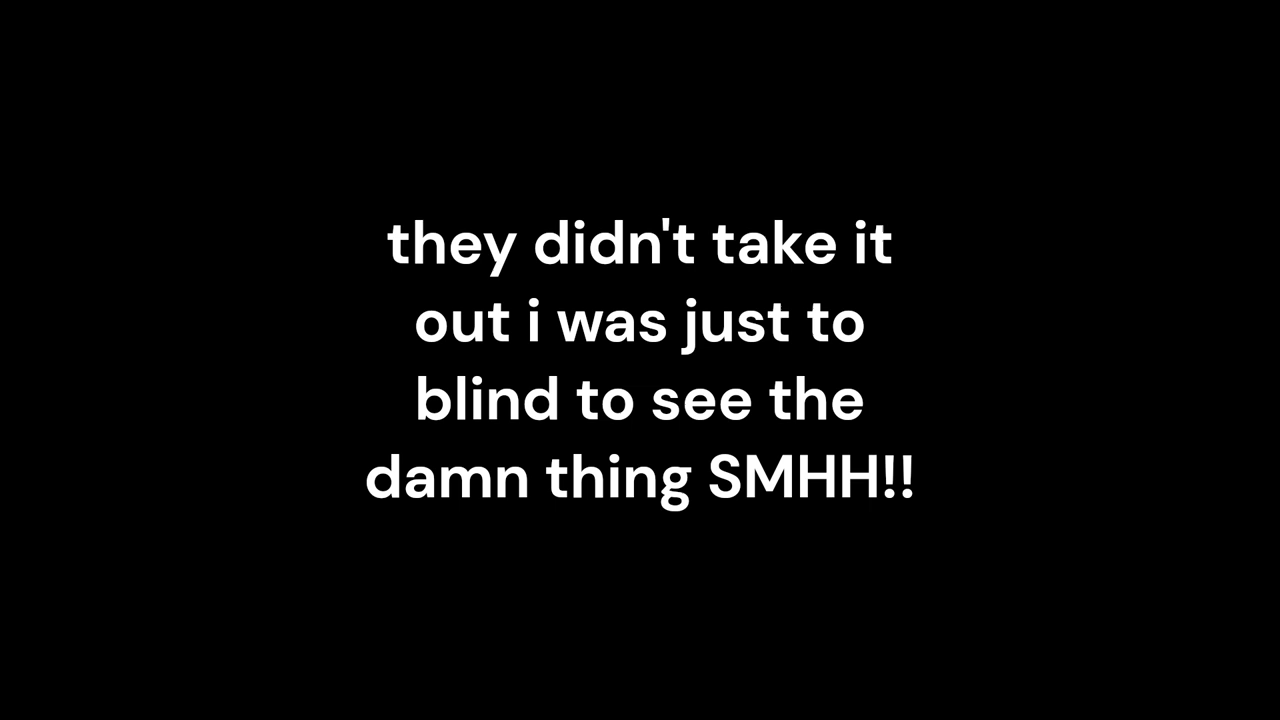 they didn't take it
out i was just to
blind to see the
damn thing SMHH!!